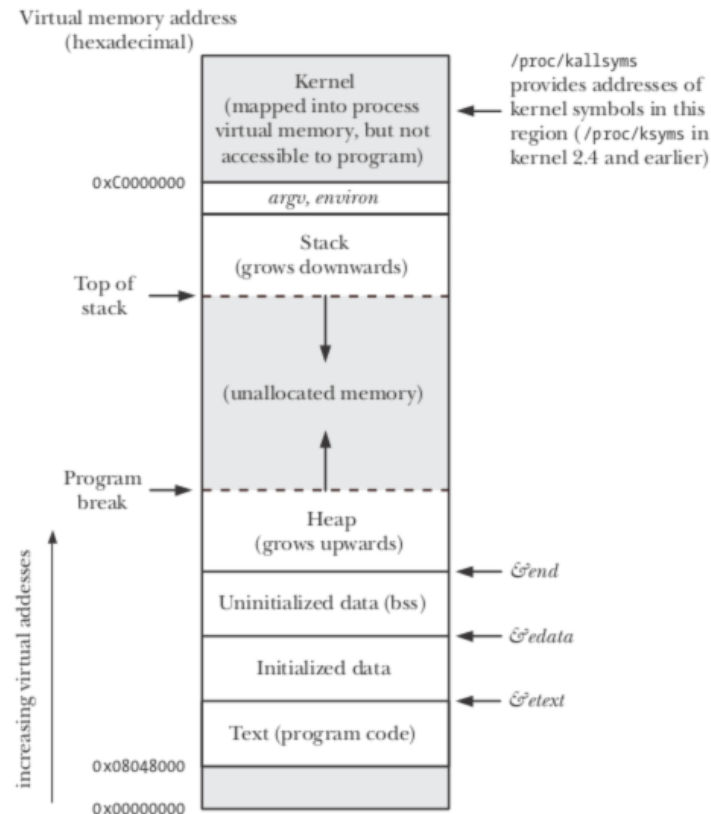 Virtual memory address
(hexadecimal)
Kernel
(mapped into process
virtual memory, but not
accessible to program)
/proc/kallsyms
provides addresses of
kernel symbols in this
region (/proc/ksyms in
kernel 2.4 and earlier)
0xC0000000
argv, environ
Stack
(grows downwards)
Top of
stack
(unallocated memory)
Program
break
Heap
(grows upwards)
&end
Uninitialized data (bss)
&edata
Initialized data
&etext
Text (program code)
0x08048000
0x00000000
increasing virtual addesses